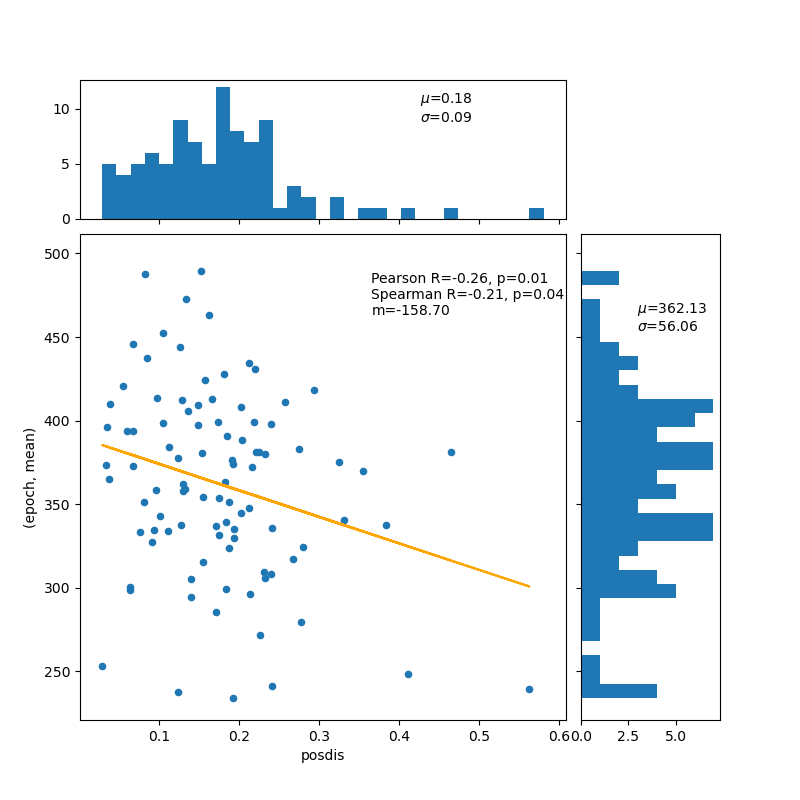 10
μ=0.18
σ=0.09
5
0
500
Pearson R=-0.26, p=0.01
Spearman R=-0.21, p=0.04
m=-158.70
μ=362.13
σ=56.06
450
400
(epoch, mean)
350
300
250
0.1 0.2 0.3 0.4 0.5 0.6 0.0 2.5 5.0
posdis